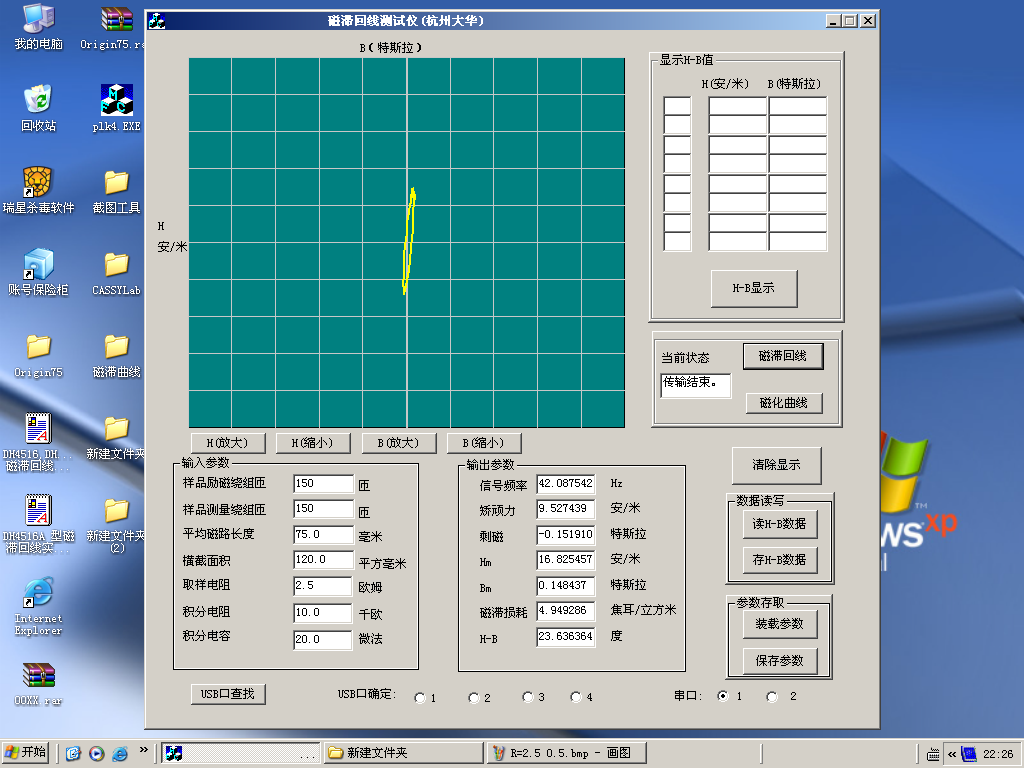 我的电脑
Origin75.ra
回收站
plk4.EXE
瑞星杀毒软件
截图工具
账号保险柜
CASSYLab
Origin75
磁滞曲线
DH4516_DH...
磁滞回线...
新建文件夹
DH4516A_型磁
滞回线实...
新建文件夹
(2)
Internet
Explorer
OOXX.rar
磁滞回线测试仪(杭州大华)
B(特斯拉)
H
安/米
H(放大)
H(缩小)
B(放大)
B(缩小)
显示H-B值
H(安/米) B(特斯拉)
H-B显示
当前状态
磁滞回线
传输结束。
磁化曲线
输入参数
样品励磁绕组匝 150 匝
样品测量绕组匝 150 匝
平均磁路长度 75.0 毫米
横截面积 120.0 平方毫米
取样电阻 2.5 欧姆
积分电阻 10.0 千欧
积分电容 20.0 微法
输出参数
信号频率 42.087542 Hz
矫顽力 9.527439 安/米
剩磁 -0.151910 特斯拉
Hm 16.825457 安/米
Bm 0.148437 特斯拉
磁滞损耗 4.949286 焦耳/立方米
H-B 23.636364 度
清除显示
数据读写
读H-B数据
存H-B数据
参数存取
装载参数
保存参数
USB口查找
USB口确定: 1 2 3 4
串口: 1 2
ws xp
开始
»
...
新建文件夹
R=2.5 0.5.bmp - 画图
«
22:26